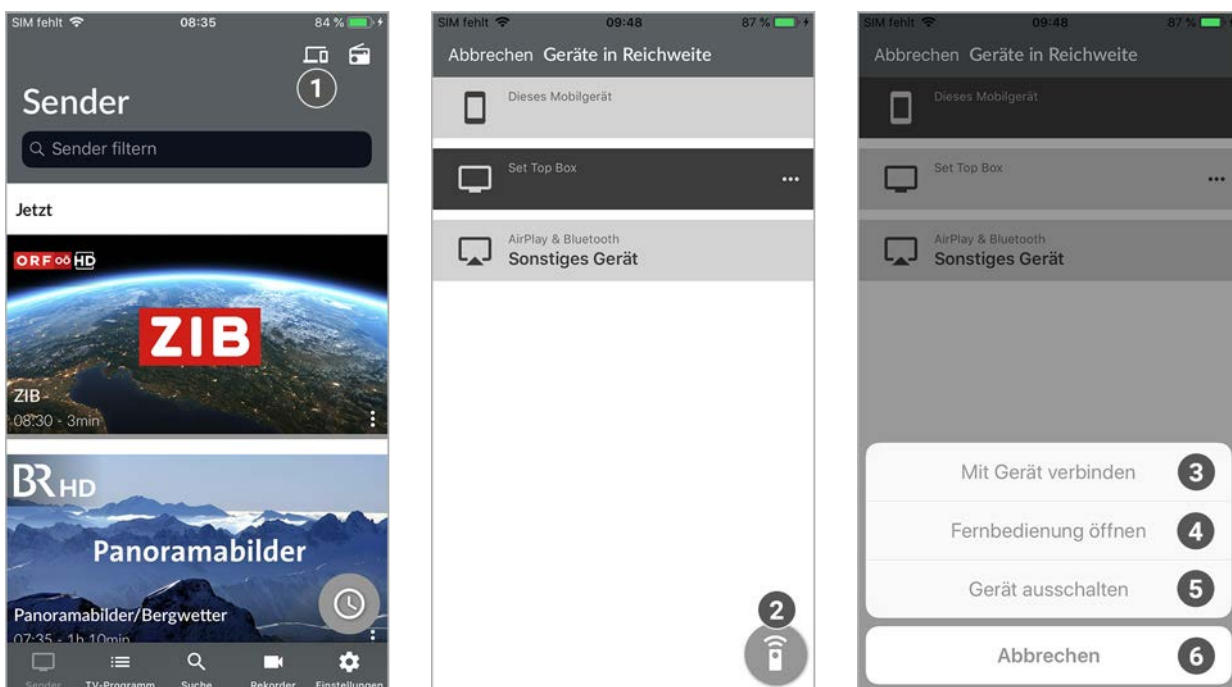 SIM fehlt 08:35 84 %
1
Sender
Sender filtern
Jetzt
ORF oö HD
ZIB
ZIB
08:30 - 3min
BR HD
Panoramabilder
Panoramabilder/Bergwetter
07:35 - 1h 10min
Sender TV-Programm Suche Rekorder Einstellungen
SIM fehlt 09:48 87 %
Abbrechen Geräte in Reichweite
Dieses Mobilgerät
Set Top Box
AirPlay & Bluetooth
Sonstiges Gerät
2
SIM fehlt 09:48 87 %
Abbrechen Geräte in Reichweite
Dieses Mobilgerät
Set Top Box
AirPlay & Bluetooth
Sonstiges Gerät
Mit Gerät verbinden 3
Fernbedienung öffnen 4
Gerät ausschalten 5
Abbrechen 6